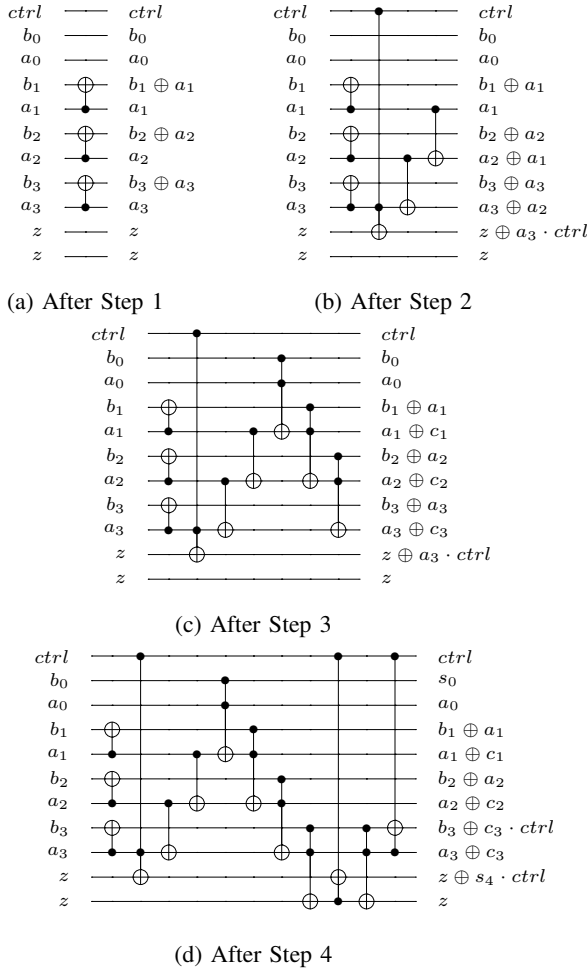 ctrl ctrl
b₀ b₀
a₀ a₀
b₁ b₁ ⊕ a₁
a₁ a₁
b₂ b₂ ⊕ a₂
a₂ a₂
b₃ b₃ ⊕ a₃
a₃ a₃
z z
z z
(a) After Step 1
ctrl ctrl
b₀ b₀
a₀ a₀
b₁ b₁ ⊕ a₁
a₁ a₁
b₂ b₂ ⊕ a₂
a₂ a₂ ⊕ a₁
b₃ b₃ ⊕ a₃
a₃ a₃ ⊕ a₂
z z ⊕ a₃ · ctrl
z z
(b) After Step 2
ctrl ctrl
b₀ b₀
a₀ a₀
b₁ b₁ ⊕ a₁
a₁ a₁ ⊕ c₁
b₂ b₂ ⊕ a₂
a₂ a₂ ⊕ c₂
b₃ b₃ ⊕ a₃
a₃ a₃ ⊕ c₃
z z ⊕ a₃ · ctrl
z z
(c) After Step 3
ctrl ctrl
b₀ s₀
a₀ a₀
b₁ b₁ ⊕ a₁
a₁ a₁ ⊕ c₁
b₂ b₂ ⊕ a₂
a₂ a₂ ⊕ c₂
b₃ b₃ ⊕ c₃ · ctrl
a₃ a₃ ⊕ c₃
z z ⊕ s₄ · ctrl
z z
(d) After Step 4